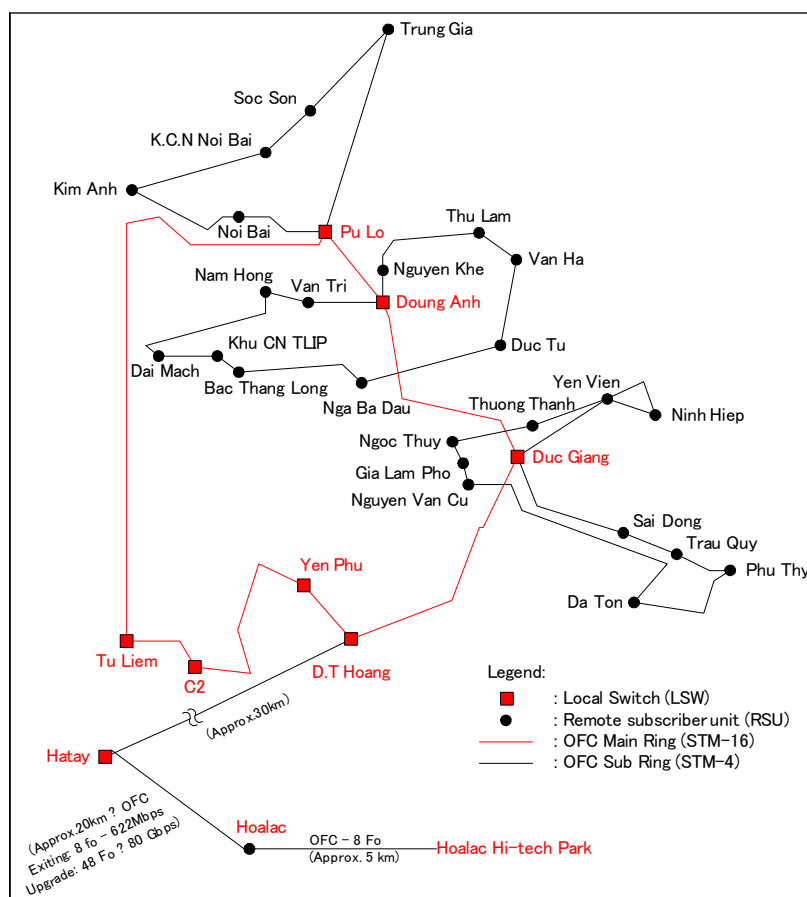 Trung Gia
Soc Son
K.C.N Noi Bai
Kim Anh
Noi Bai
Pu Lo
Thu Lam
Van Ha
Nguyen Khe
Nam Hong
Van Tri
Doung Anh
Khu CN TLIP
Duc Tu
Dai Mach
Bac Thang Long
Nga Ba Dau
Yen Vien
Thuong Thanh
Ninh Hiep
Ngoc Thuy
Duc Giang
Gia Lam Pho
Nguyen Van Cu
Sai Dong
Trau Quy
Phu Thy
Yen Phu
Da Ton
Tu Liem
C2
D.T Hoang
(Approx.30km)
Legend:
: Local Switch (LSW)
: Remote subscriber unit (RSU)
: OFC Main Ring (STM-16)
: OFC Sub Ring (STM-4)
Hatay
(Approx.20km ? OFC
Exiting: 8 fo - 622Mbps
Upgrade: 48 Fo ? 80 Gbps)
Hoalac
OFC - 8 Fo
(Approx. 5 km)
Hoalac Hi-tech Park